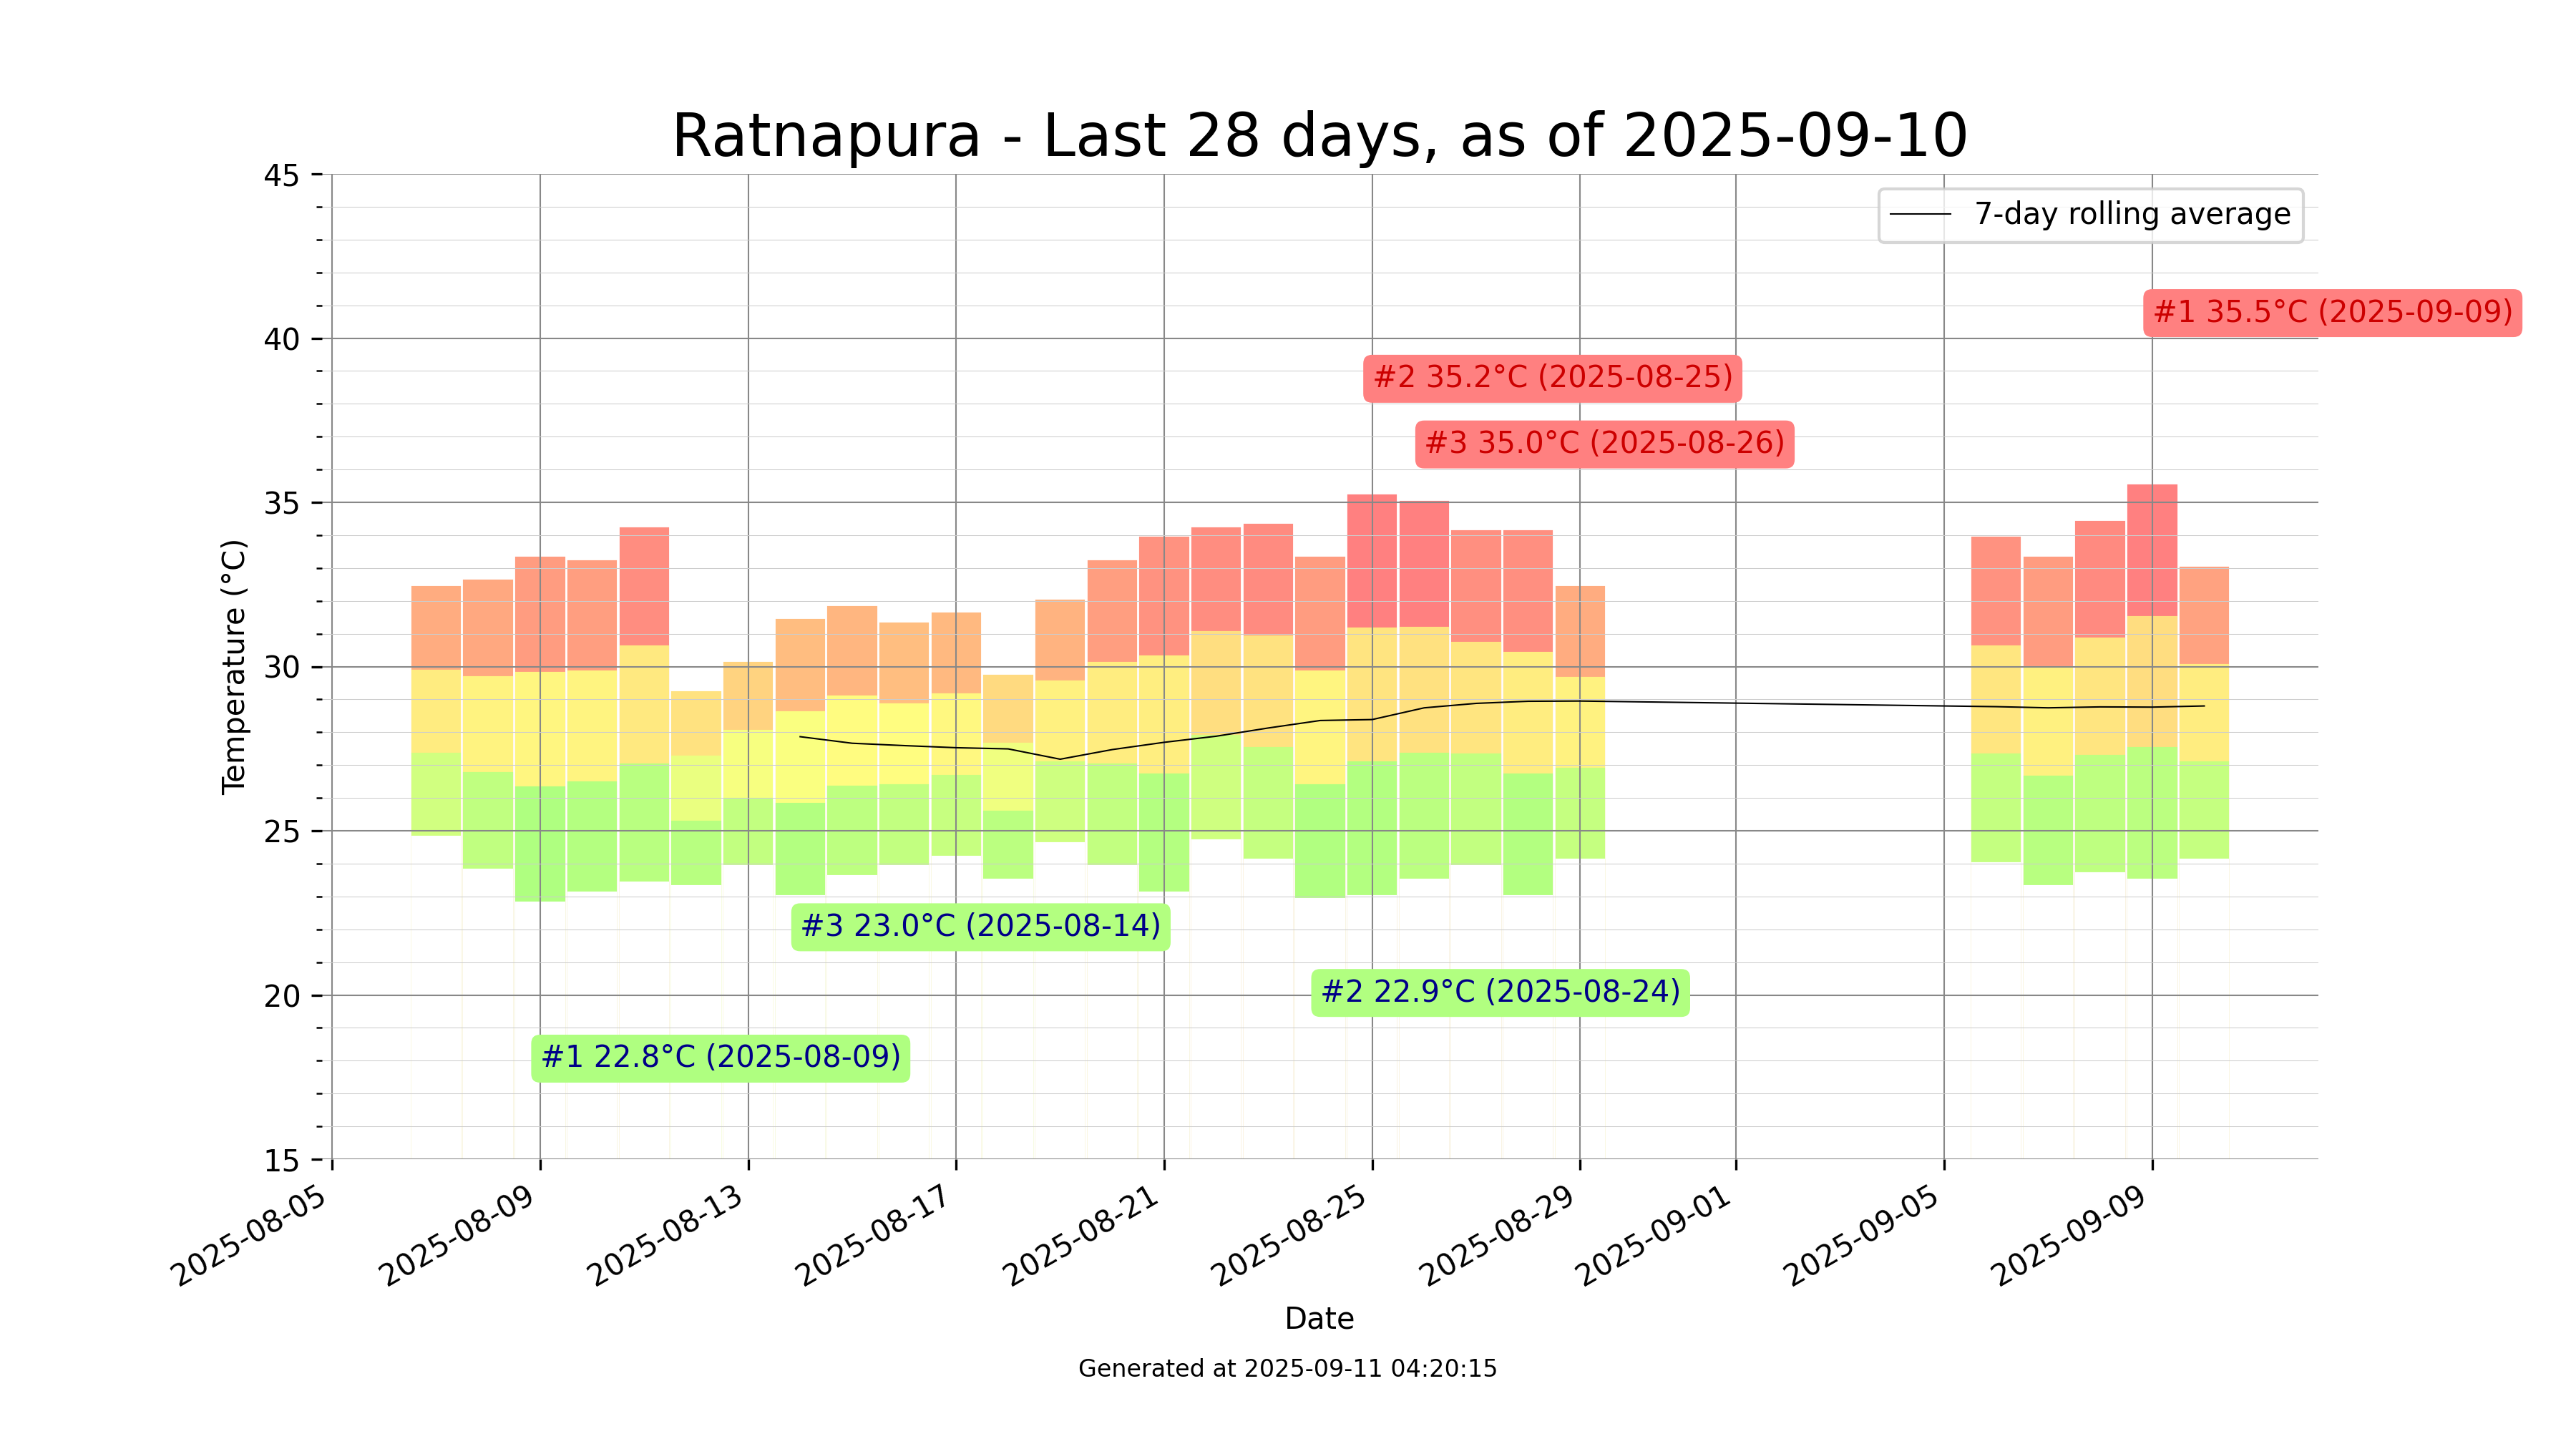 Ratnapura - Last 28 days, as of 2025-09-10
7-day rolling average
Temperature (°C)
45
40
35
30
25
20
15
#1 35.5°C (2025-09-09)
#2 35.2°C (2025-08-25)
#3 35.0°C (2025-08-26)
#3 23.0°C (2025-08-14)
#2 22.9°C (2025-08-24)
#1 22.8°C (2025-08-09)
2025-08-05
2025-08-09
2025-08-13
2025-08-17
2025-08-21
2025-08-25
2025-08-29
2025-09-01
2025-09-05
2025-09-09
Date
Generated at 2025-09-11 04:20:15